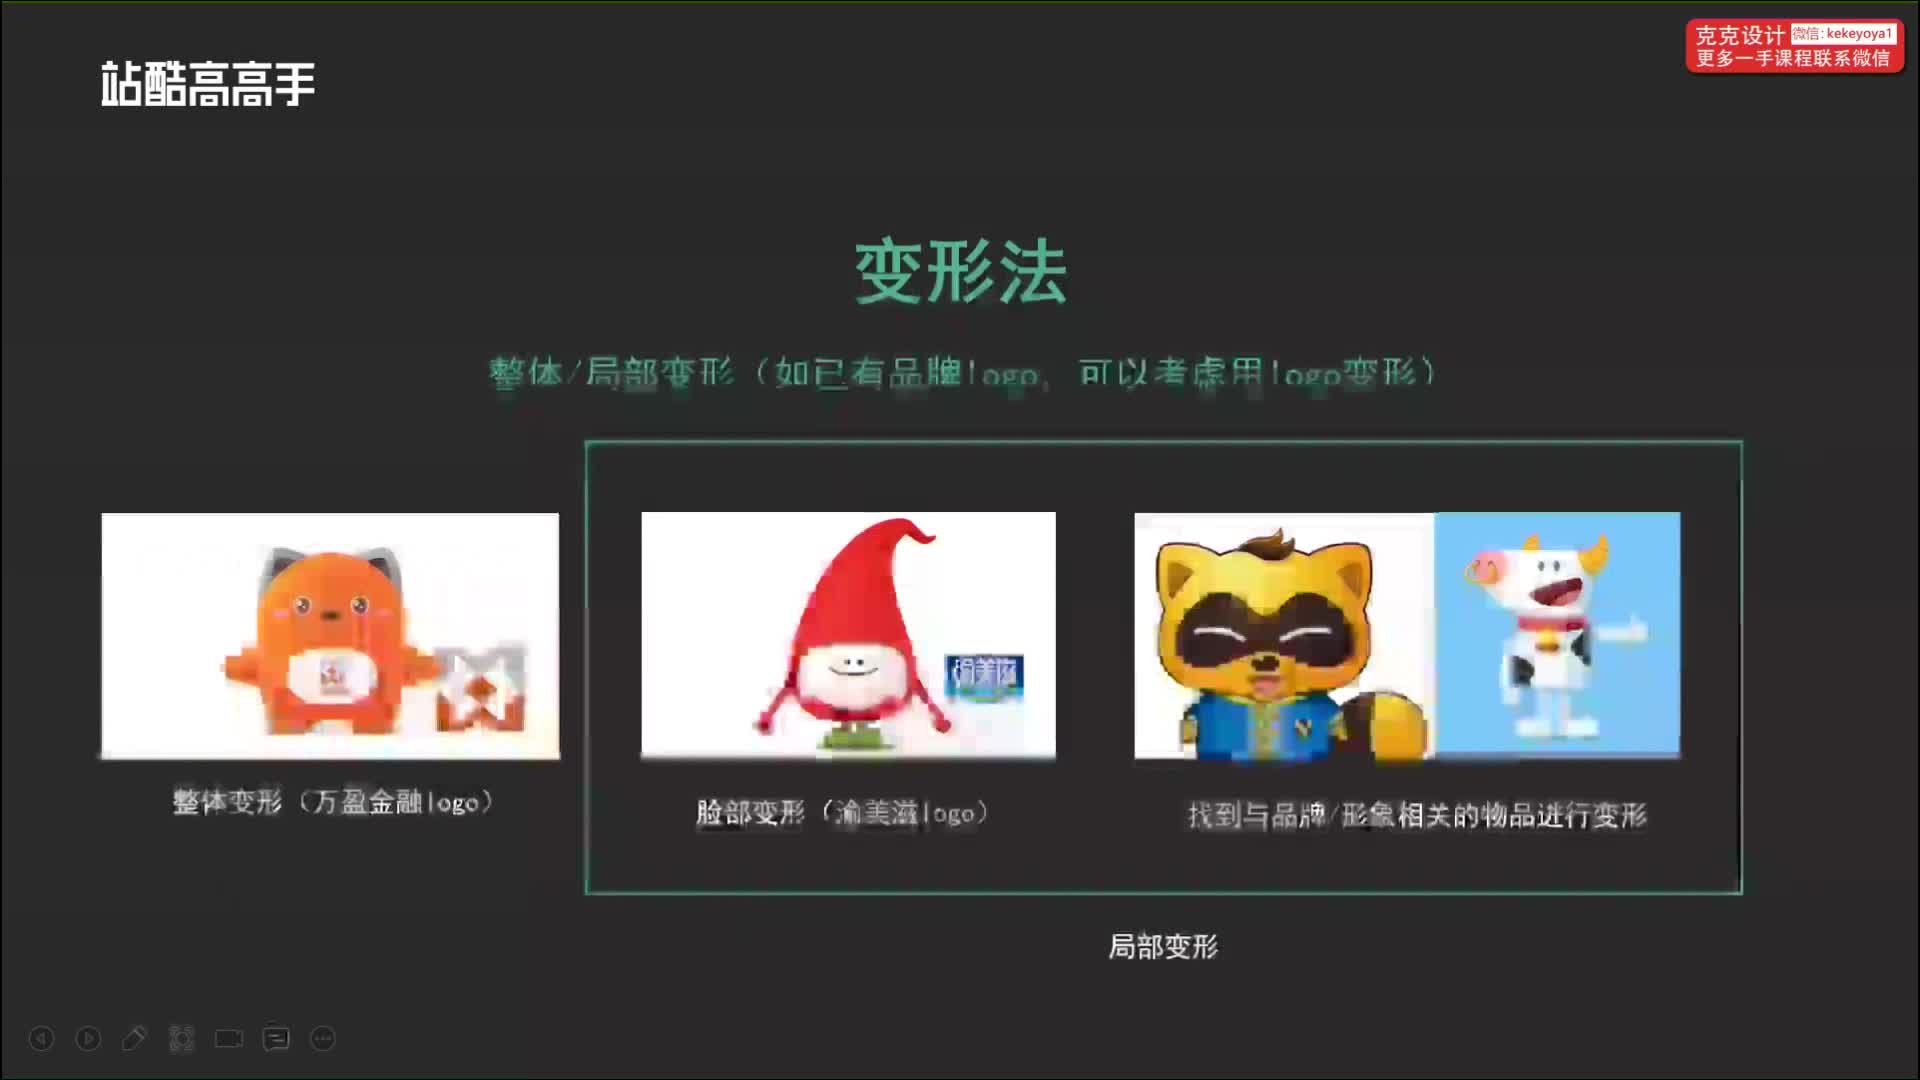 站酷高高手
克克设计 微信:kekeyoya1
更多一手课程联系微信
变形法
整体/局部变形（如已有品牌logo，可以考虑用logo变形）
整体变形（万盈金融logo）
脸部变形（渝美滋logo）
找到与品牌/形象相关的物品进行变形
局部变形